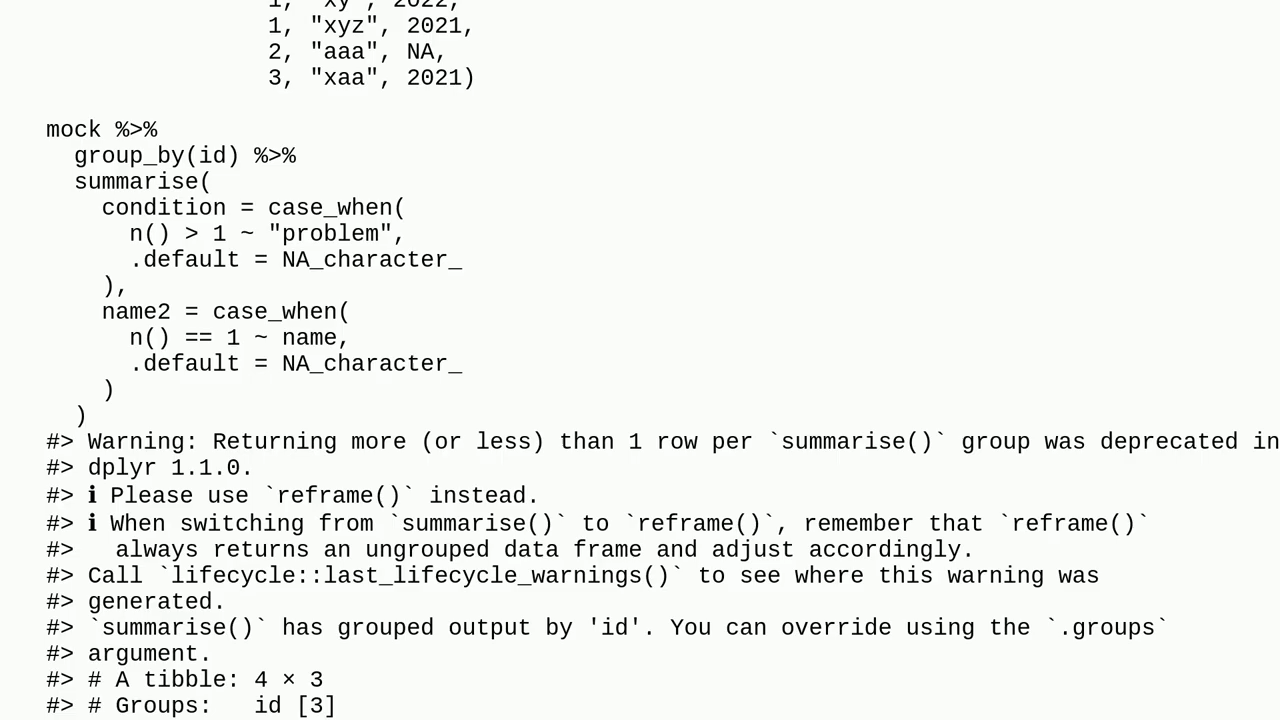 1, "xy", 2022,
1, "xyz", 2021,
2, "aaa", NA,
3, "xaa", 2021)
mock %>%
group_by(id) %>%
summarise(
condition = case_when(
n() > 1 ~ "problem",
.default = NA_character_
),
name2 = case_when(
n() == 1 ~ name,
.default = NA_character_
)
)
#> Warning: Returning more (or less) than 1 row per `summarise()` group was deprecated in
#> dplyr 1.1.0.
#> ℹ Please use `reframe()` instead.
#> ℹ When switching from `summarise()` to `reframe()`, remember that `reframe()`
#> always returns an ungrouped data frame and adjust accordingly.
#> Call `lifecycle::last_lifecycle_warnings()` to see where this warning was
#> generated.
#> `summarise()` has grouped output by 'id'. You can override using the `.groups`
#> argument.
#> # A tibble: 4 × 3
#> # Groups: id [3]